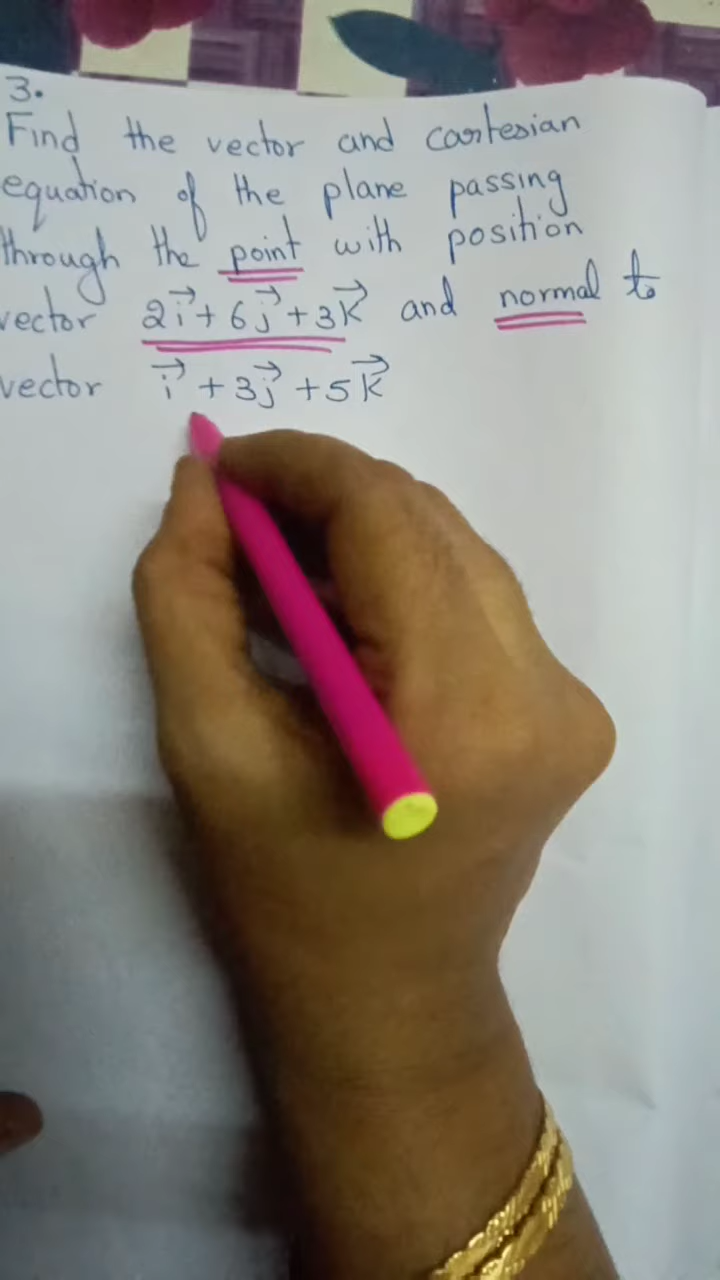 3.
Find the vector and cartesian
equation of the plane passing
through the point with position
vector 2i⃗ + 6j⃗ + 3k⃗ and normal to
vector i⃗ + 3j⃗ + 5k⃗